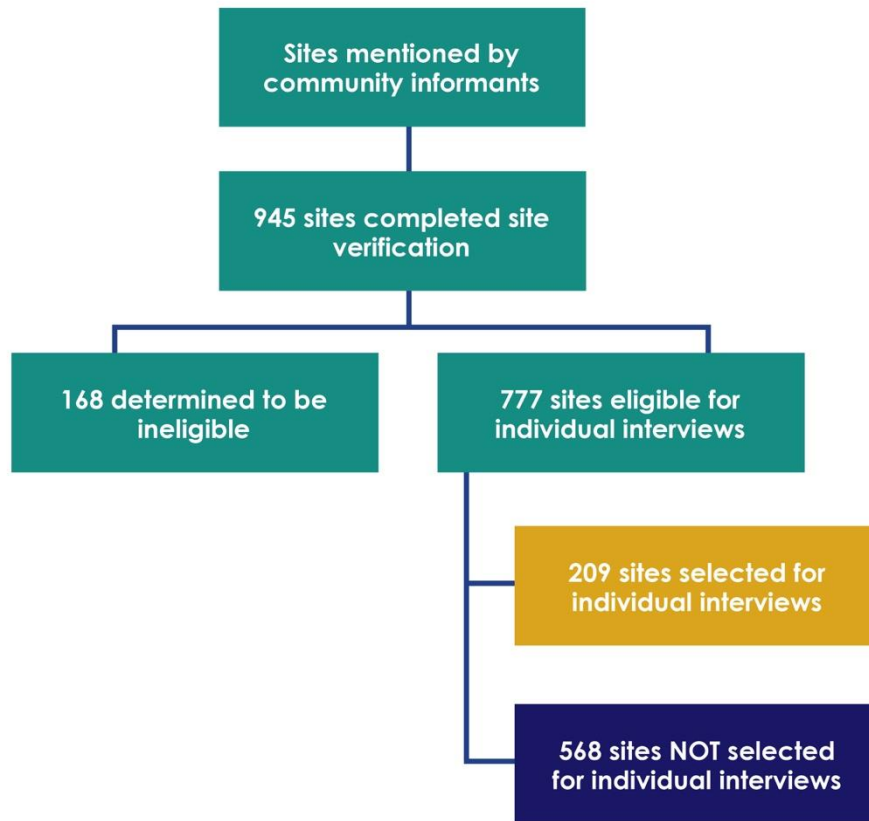 Sites mentioned by
community informants
945 sites completed site
verification
168 determined to be
ineligible
777 sites eligible for
individual interviews
209 sites selected for
individual interviews
568 sites NOT selected
for individual interviews